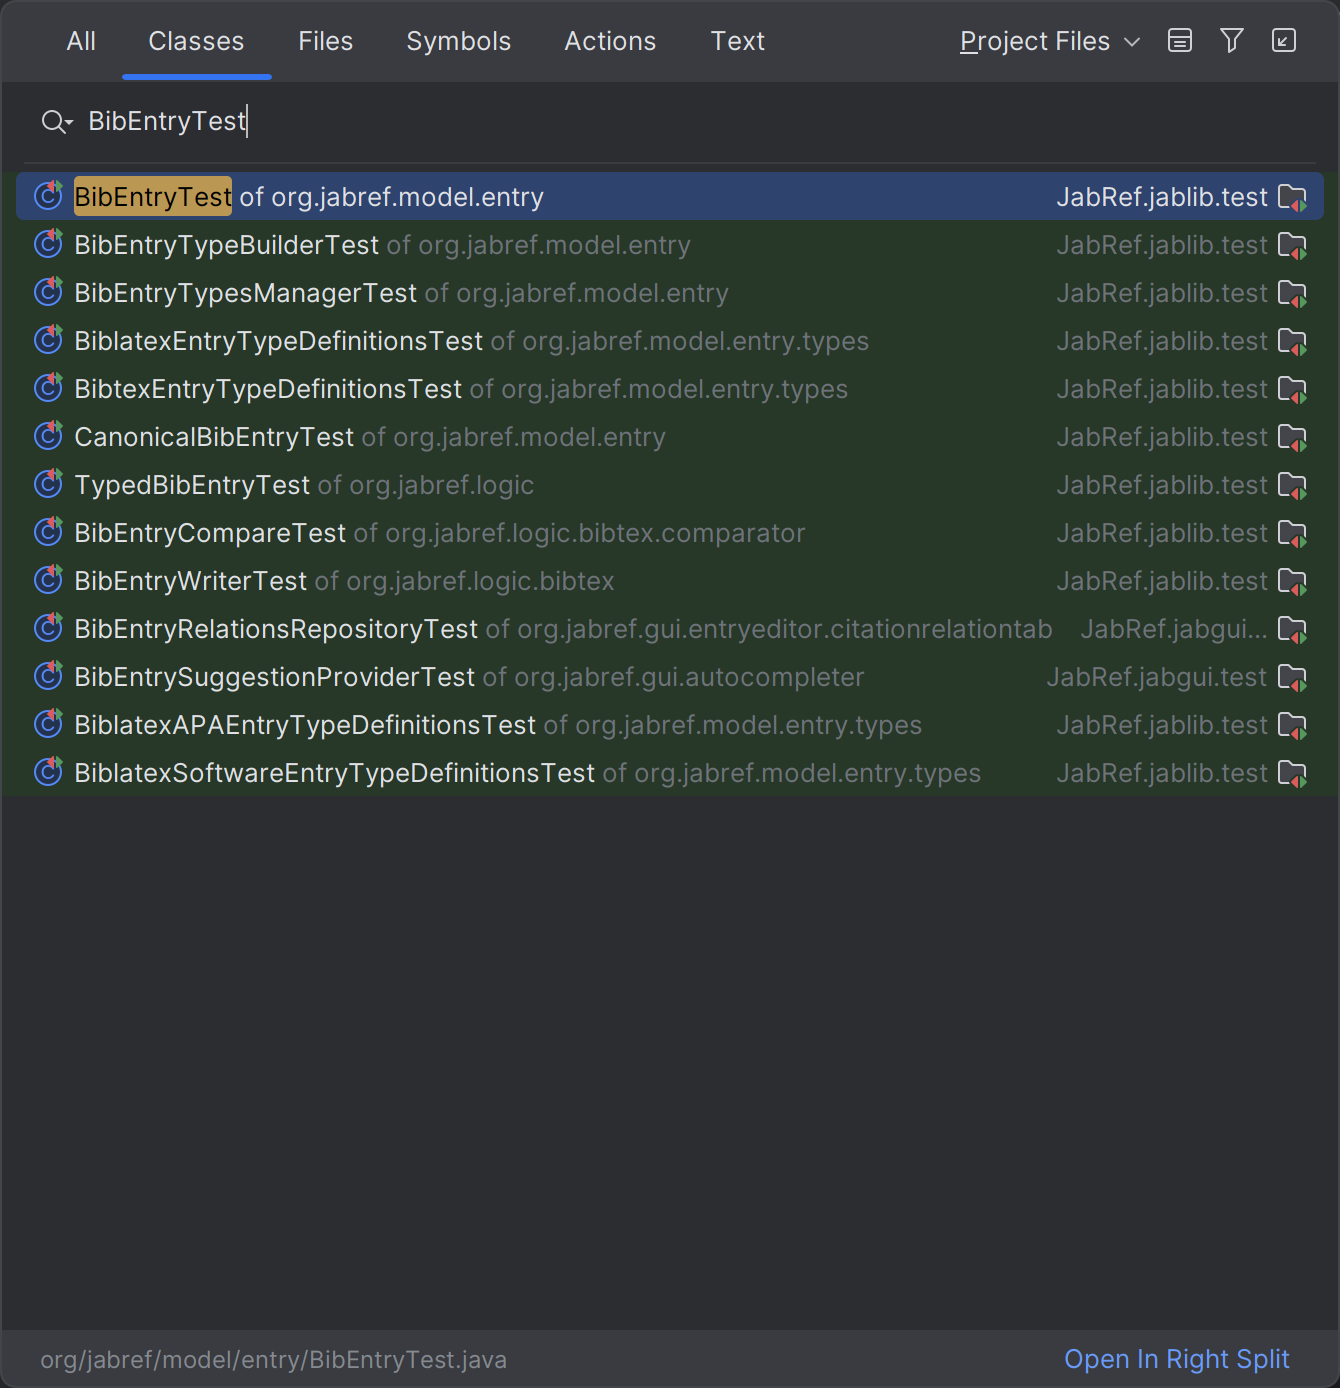 All Classes Files Symbols Actions Text Project Files
BibEntryTest
BibEntryTest of org.jabref.model.entry JabRef.jablib.test
BibEntryTypeBuilderTest of org.jabref.model.entry JabRef.jablib.test
BibEntryTypesManagerTest of org.jabref.model.entry JabRef.jablib.test
BiblatexEntryTypeDefinitionsTest of org.jabref.model.entry.types JabRef.jablib.test
BibtexEntryTypeDefinitionsTest of org.jabref.model.entry.types JabRef.jablib.test
CanonicalBibEntryTest of org.jabref.model.entry JabRef.jablib.test
TypedBibEntryTest of org.jabref.logic JabRef.jablib.test
BibEntryCompareTest of org.jabref.logic.bibtex.comparator JabRef.jablib.test
BibEntryWriterTest of org.jabref.logic.bibtex JabRef.jablib.test
BibEntryRelationsRepositoryTest of org.jabref.gui.entryeditor.citationrelationtab JabRef.jabgui...
BibEntrySuggestionProviderTest of org.jabref.gui.autocompleter JabRef.jabgui.test
BiblatexAPAEntryTypeDefinitionsTest of org.jabref.model.entry.types JabRef.jablib.test
BiblatexSoftwareEntryTypeDefinitionsTest of org.jabref.model.entry.types JabRef.jablib.test
org/jabref/model/entry/BibEntryTest.java Open In Right Split